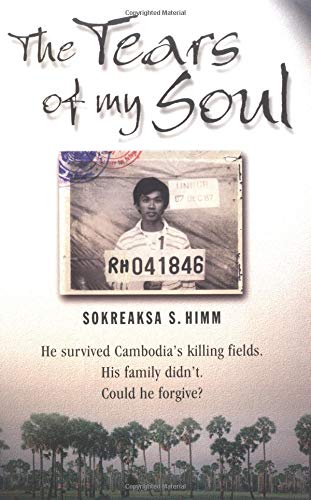 The Tears
of my Soul
UNHCR
07 DEC 87
RH041846
SOKREAKSA S. HIMM
He survived Cambodia's killing fields.
His family didn't.
Could he forgive?